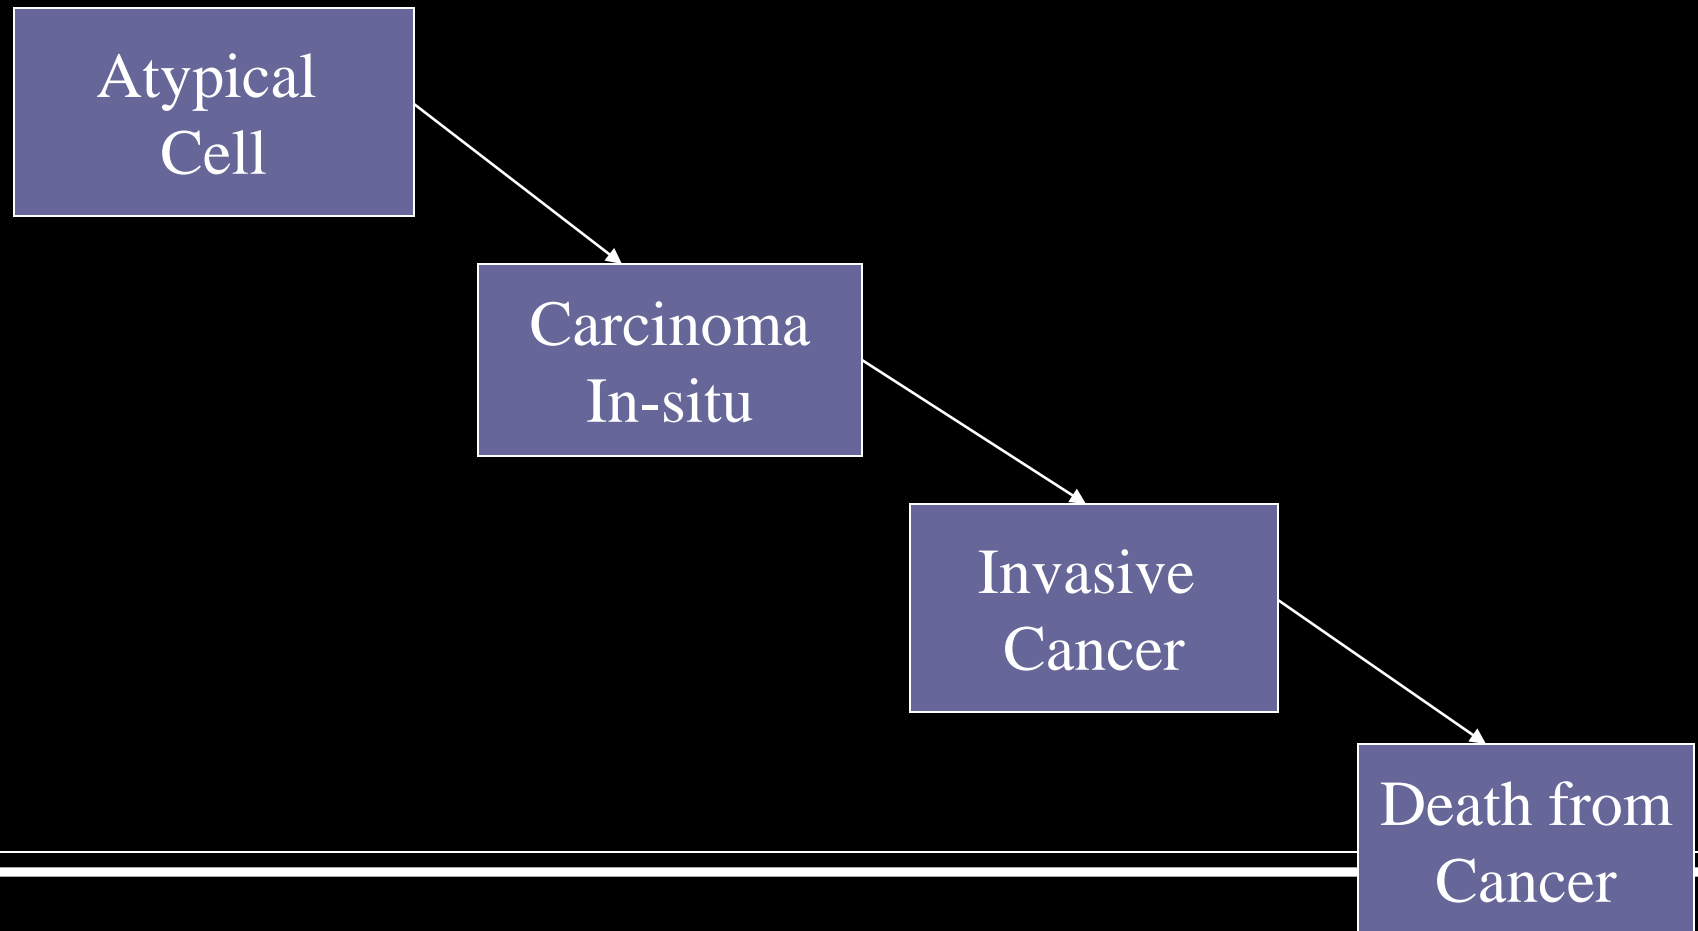 Atypical
Cell
Carcinoma
In-situ
Invasive
Cancer
Death from
Cancer